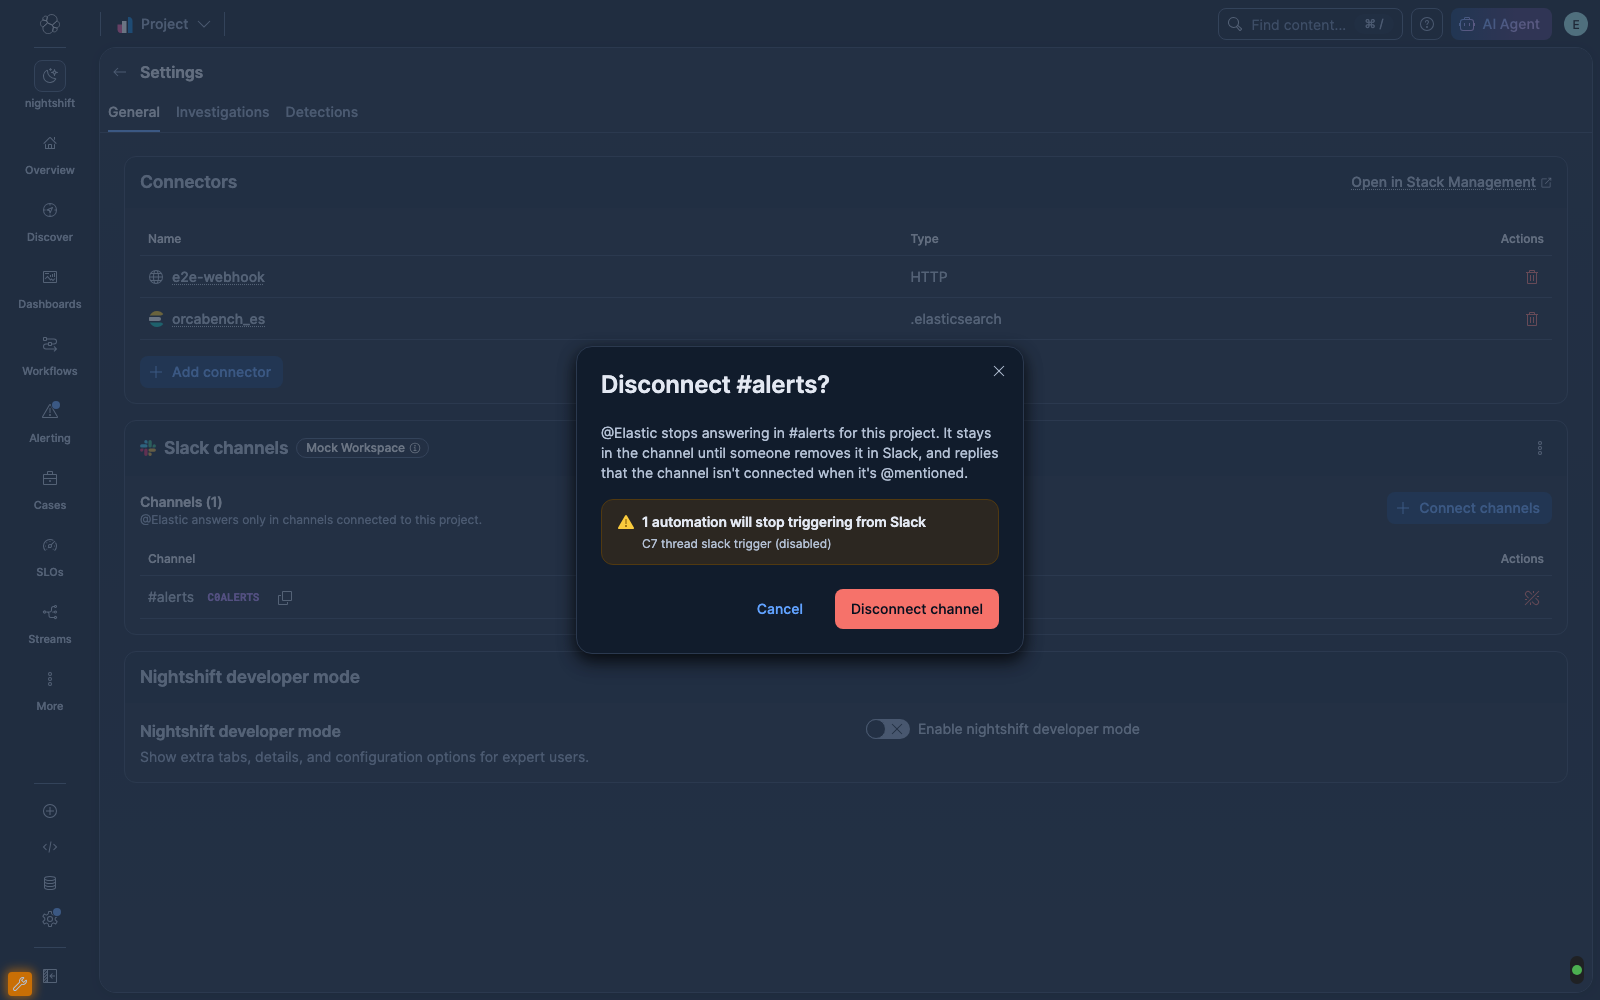 Project
Find content...
⌘ /
AI Agent
E
nightshift
Overview
Discover
Dashboards
Workflows
Alerting
Cases
SLOs
Streams
More
Settings
General
Investigations
Detections
Connectors
Open in Stack Management
Name
Type
Actions
e2e-webhook
HTTP
orcabench_es
.elasticsearch
Add connector
Slack channels
Mock Workspace
Channels (1)
@Elastic answers only in channels connected to this project.
Connect channels
Channel
Actions
#alerts
C0ALERTS
Disconnect #alerts?
@Elastic stops answering in #alerts for this project. It stays
in the channel until someone removes it in Slack, and replies
that the channel isn't connected when it's @mentioned.
1 automation will stop triggering from Slack
C7 thread slack trigger (disabled)
Cancel
Disconnect channel
Nightshift developer mode
Nightshift developer mode
Show extra tabs, details, and configuration options for expert users.
Enable nightshift developer mode